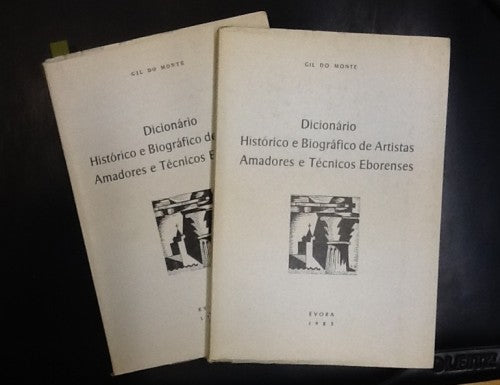 GIL DO MONTE
Dicionário
Histórico e Biográfico de
Amadores e Técnicos
GIL DO MONTE
Dicionário
Histórico e Biográfico de Artistas
Amadores e Técnicos Eborenses
ÉVORA
1985